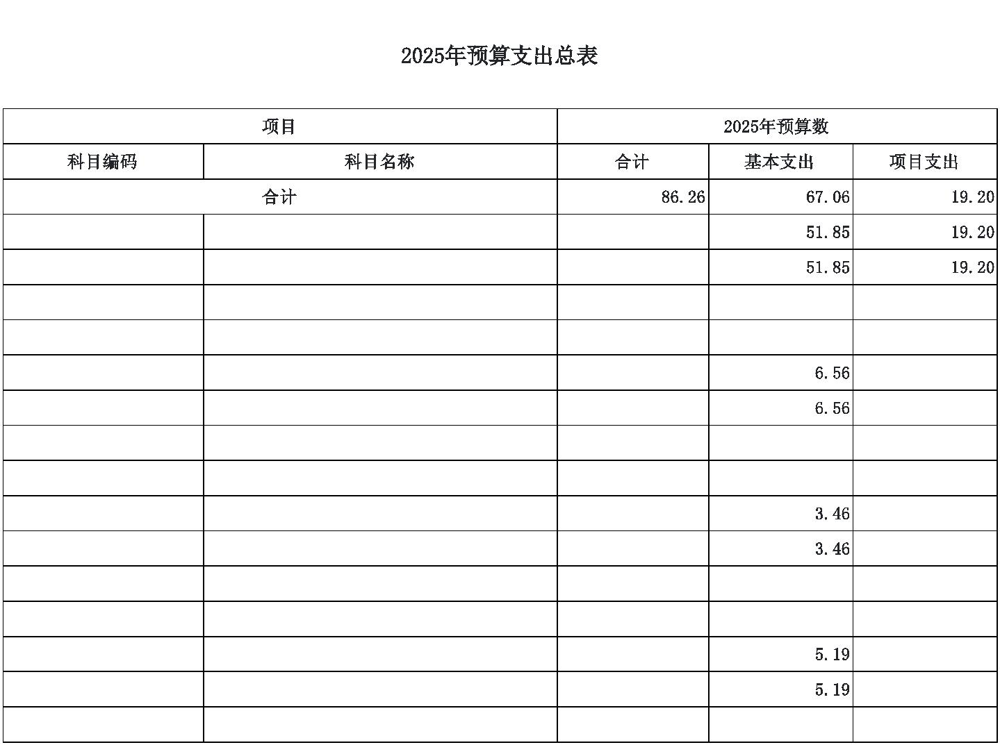 2025年预算支出总表
项目 2025年预算数
科目编码 科目名称 合计 基本支出 项目支出
合计 86.26 67.06 19.20
51.85 19.20
51.85 19.20
6.56
6.56
3.46
3.46
5.19
5.19